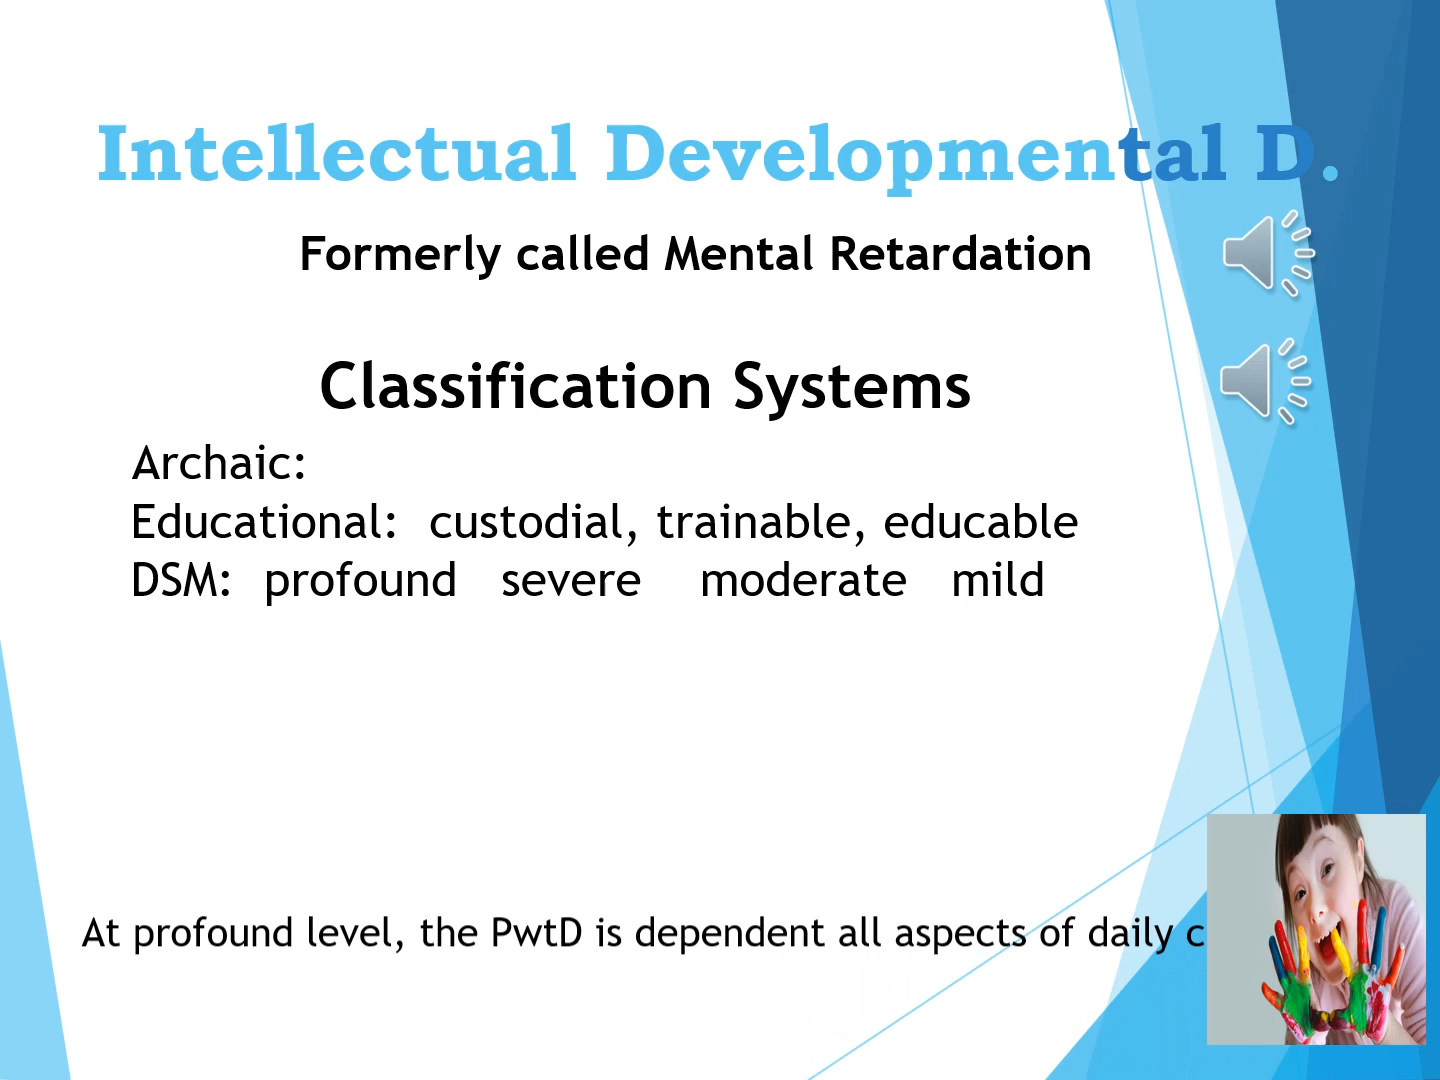 Intellectual Developmental D.
Formerly called Mental Retardation
Classification Systems
Archaic:
Educational: custodial, trainable, educable
DSM: profound severe moderate mild
At profound level, the PwtD is dependent all aspects of daily c